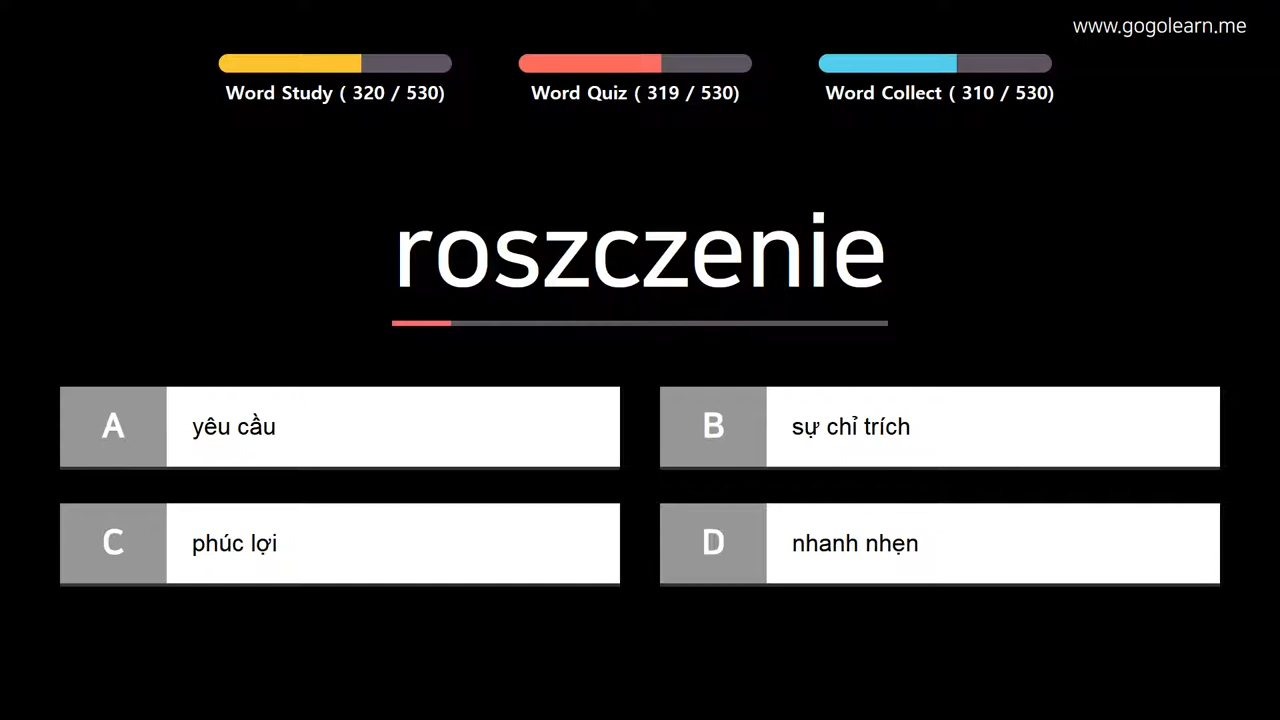 www.gogolearn.me
Word Study ( 320 / 530)
Word Quiz ( 319 / 530)
Word Collect ( 310 / 530)
roszczenie
A yêu cầu
B sự chỉ trích
C phúc lợi
D nhanh nhẹn